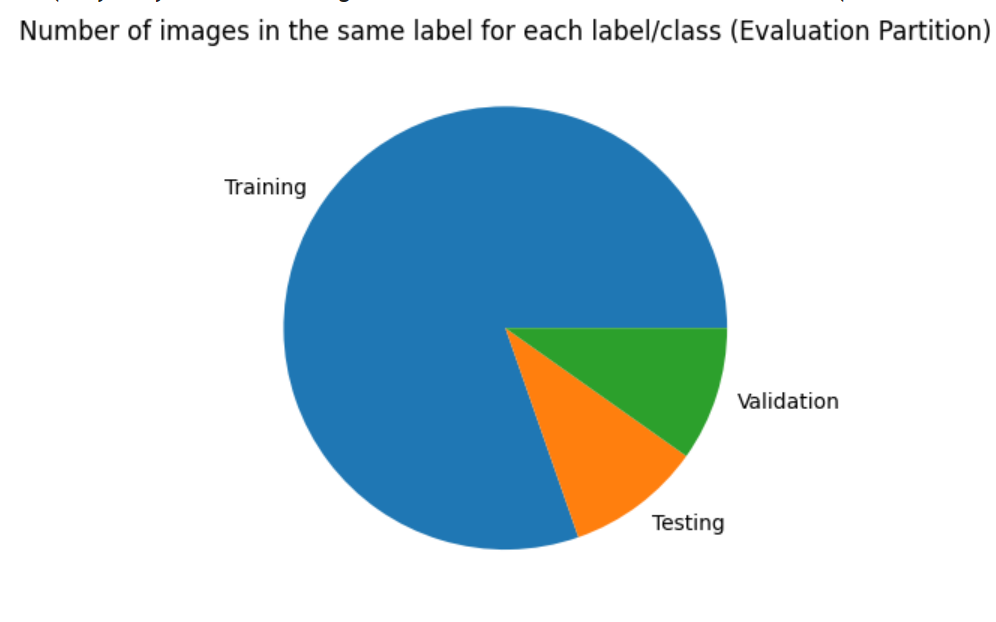 Number of images in the same label for each label/class (Evaluation Partition)
Training
Validation
Testing